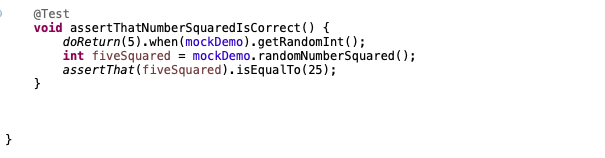 @Test
void assertThatNumberSquaredIsCorrect() {
doReturn(5).when(mockDemo).getRandomInt();
int fiveSquared = mockDemo.randomNumberSquared();
assertThat(fiveSquared).isEqualTo(25);
}
}